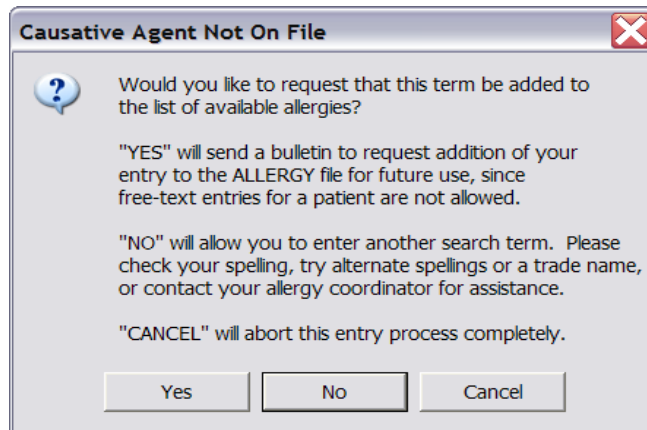 Causative Agent Not On File
Would you like to request that this term be added to
the list of available allergies?
"YES" will send a bulletin to request addition of your
entry to the ALLERGY file for future use, since
free-text entries for a patient are not allowed.
"NO" will allow you to enter another search term.  Please
check your spelling, try alternate spellings or a trade name,
or contact your allergy coordinator for assistance.
"CANCEL" will abort this entry process completely.
Yes No Cancel